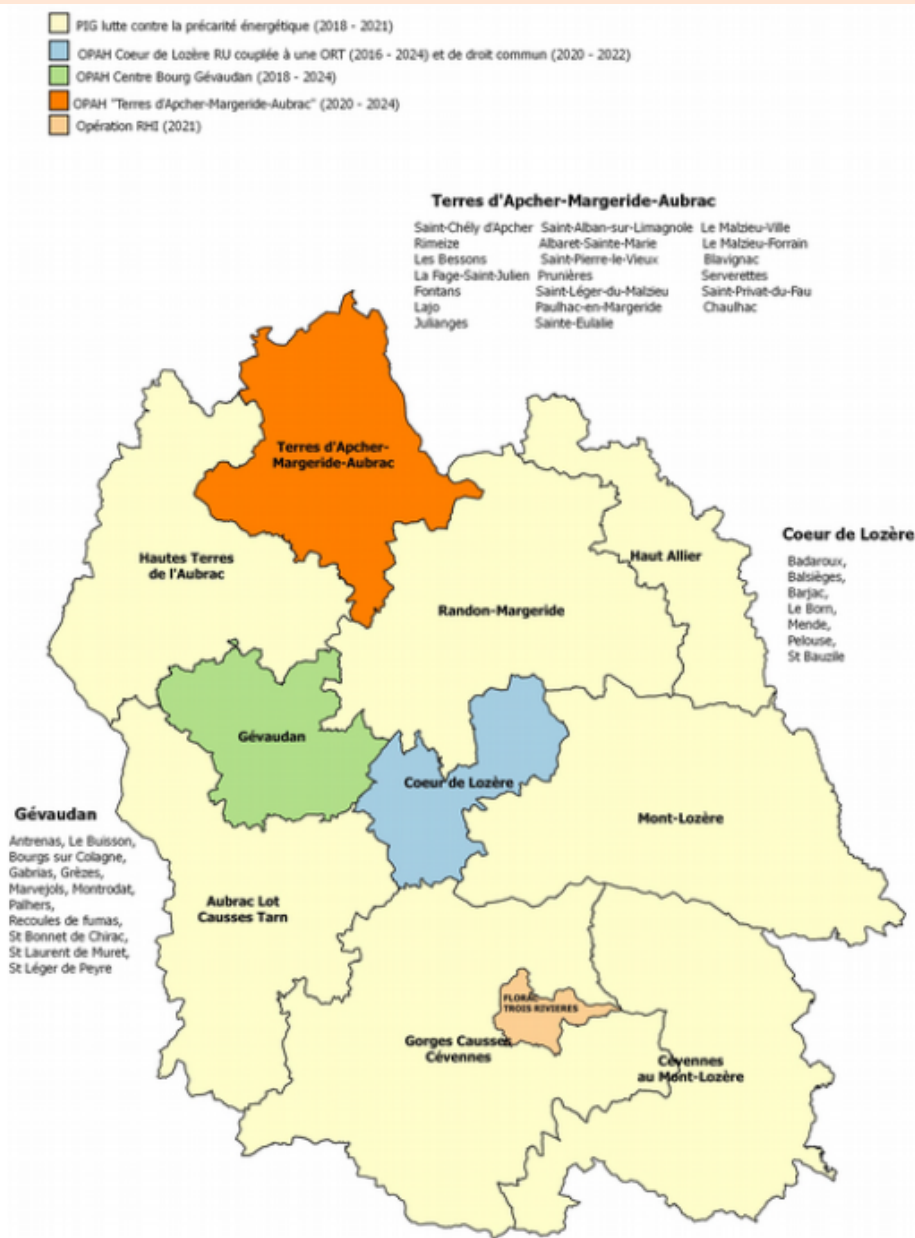 PIG lutte contre la précarité énergétique (2018 - 2021)
OPAH Coeur de Lozère RU couplée à une ORT (2016 - 2024) et de droit commun (2020 - 2022)
OPAH Centre Bourg Gévaudan (2018 - 2024)
OPAH "Terres d'Apcher-Margeride-Aubrac" (2020 - 2024)
Opération RHI (2021)
Terres d'Apcher-Margeride-Aubrac
Saint-Chély d'Apcher Saint-Alban-sur-Limagnole Le Malzieu-Ville
Rimeize Albaret-Sainte-Marie Le Malzieu-Forrain
Les Bessons Saint-Pierre-le-Vieux Blavignac
La Fage-Saint-Julien Prunières Serverettes
Fontans Saint-Léger-du-Malzieu Saint-Privat-du-Fau
Lajo Paulhac-en-Margeride Chaulhac
Julianges Sainte-Eulalie
Terres d'Apcher-
Margeride-Aubrac
Hautes Terres
de l'Aubrac
Haut Allier
Randon-Margeride
Coeur de Lozère
Badaroux,
Balsièges,
Barjac,
Le Born,
Mende,
Pelouse,
St Bauzile
Gévaudan
Coeur de Lozère
Mont-Lozère
Gévaudan
Antrenas, Le Buisson,
Bourgs sur Colagne,
Gabrias, Grèzes,
Marvejols, Montrodat,
Palhers,
Recoules de fumas,
St Bonnet de Chirac,
St Laurent de Muret,
St Léger de Peyre
Aubrac Lot
Causses Tarn
FLORAC
TROIS RIVIERES
Gorges Causses
Cévennes
Cévennes
au Mont-Lozère